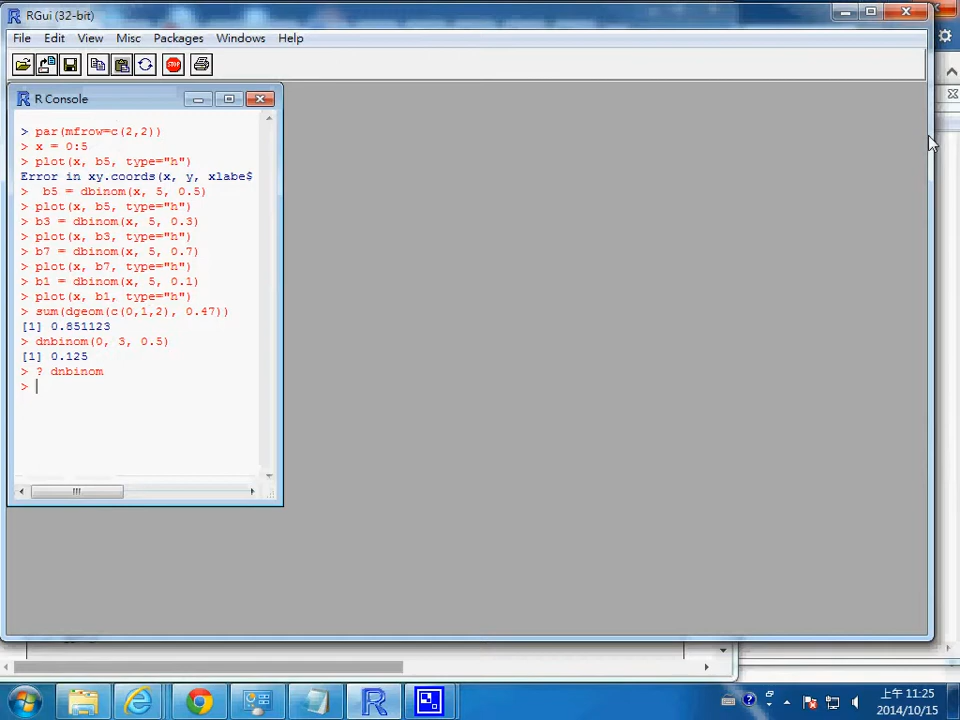 RGui (32-bit)
File Edit View Misc Packages Windows Help
STOP
R Console
> par(mfrow=c(2,2))
> x = 0:5
> plot(x, b5, type="h")
Error in xy.coords(x, y, xlabe$
>  b5 = dbinom(x, 5, 0.5)
> plot(x, b5, type="h")
> b3 = dbinom(x, 5, 0.3)
> plot(x, b3, type="h")
> b7 = dbinom(x, 5, 0.7)
> plot(x, b7, type="h")
> b1 = dbinom(x, 5, 0.1)
> plot(x, b1, type="h")
> sum(dgeom(c(0,1,2), 0.47))
[1] 0.851123
> dnbinom(0, 3, 0.5)
[1] 0.125
> ? dnbinom
>
上午 11:25
2014/10/15